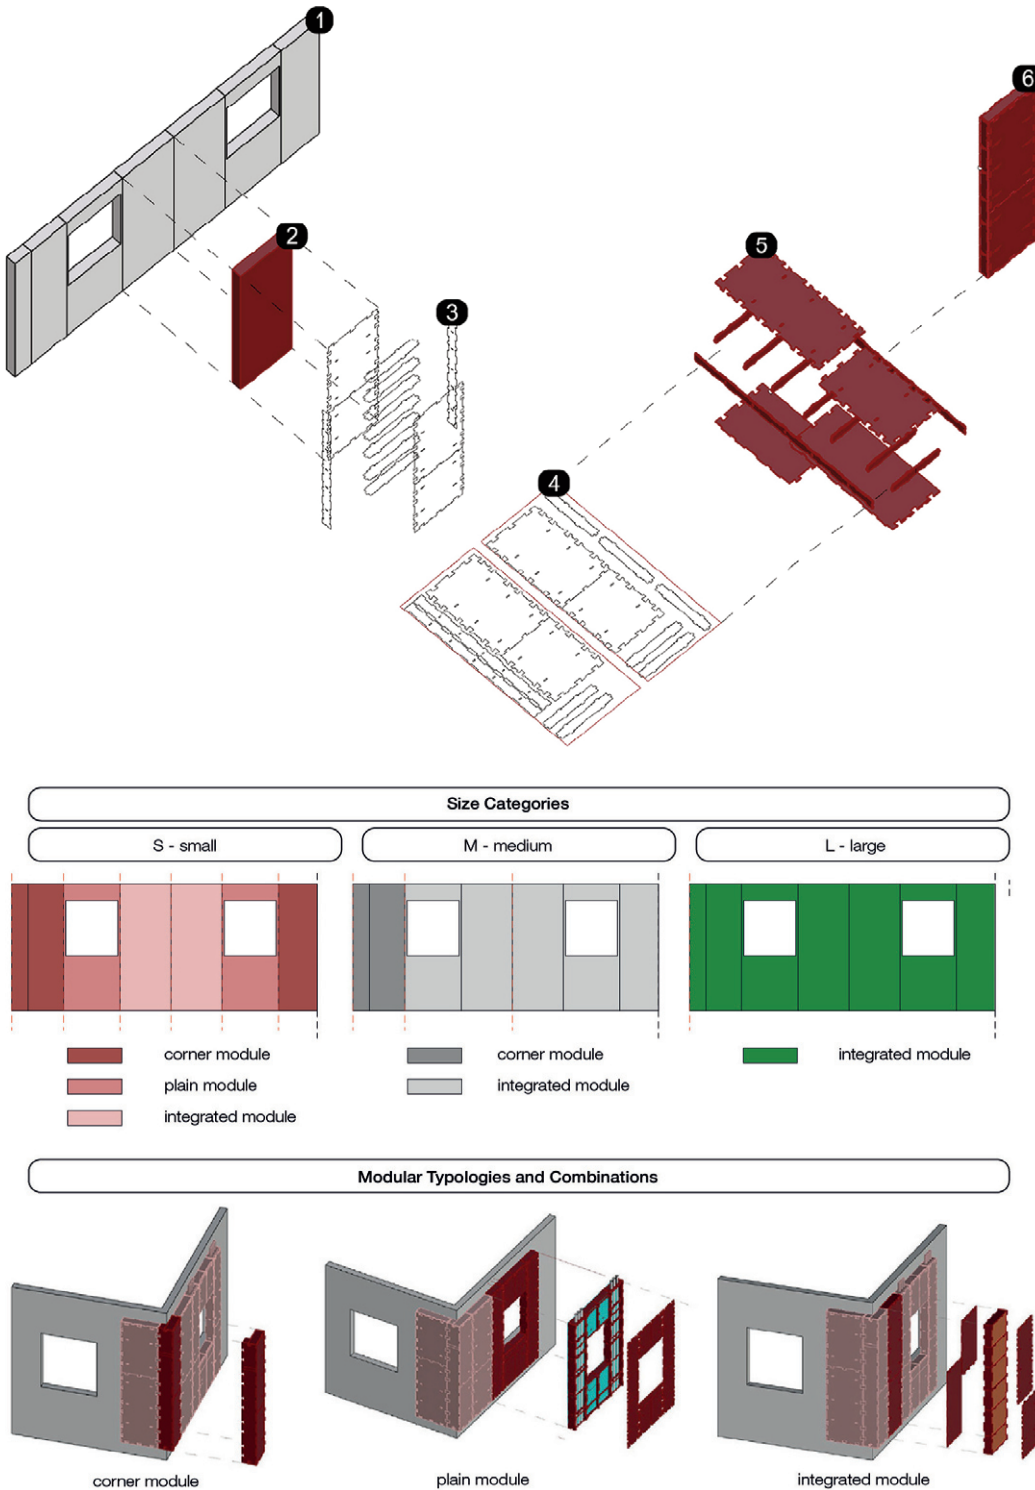 1
2
3
4
5
6
Size Categories
S - small
M - medium
L - large
corner module
plain module
integrated module
corner module
integrated module
integrated module
Modular Typologies and Combinations
corner module
plain module
integrated module